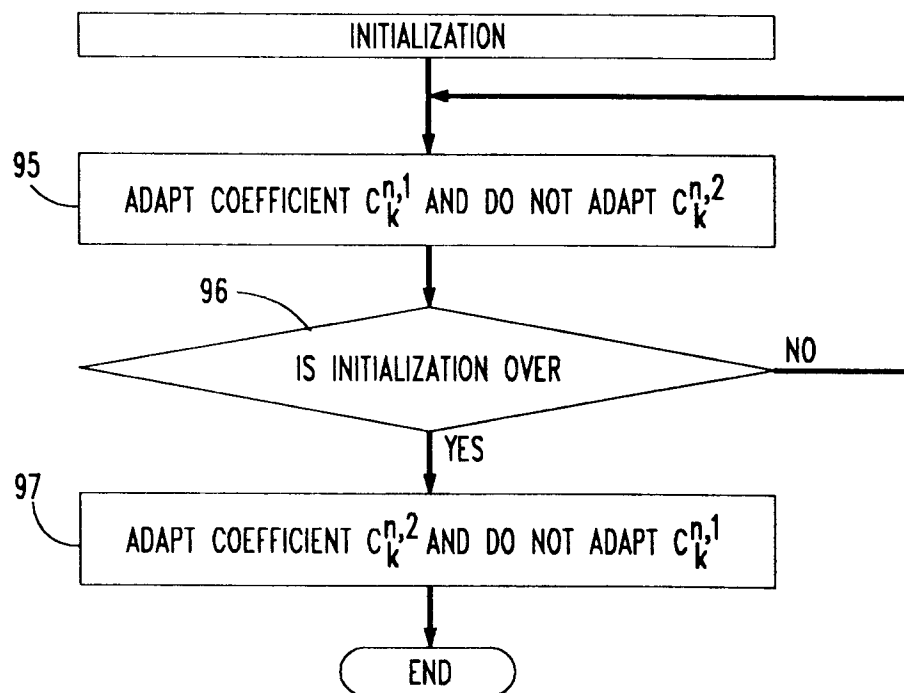 INITIALIZATION
95
ADAPT COEFFICIENT C_k^{n,1} AND DO NOT ADAPT C_k^{n,2}
96
IS INITIALIZATION OVER
NO
YES
97
ADAPT COEFFICIENT C_k^{n,2} AND DO NOT ADAPT C_k^{n,1}
END